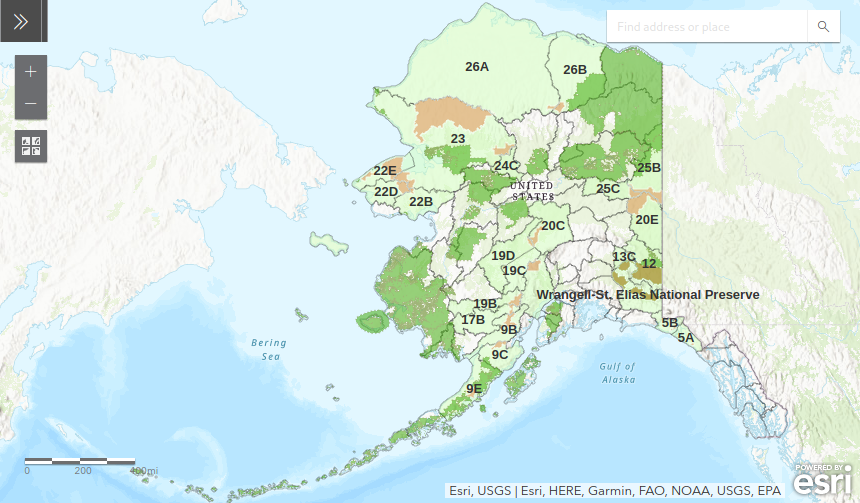 Find address or place
26A
26B
23
24C
25B
22E
22D
22B
UNITED
STATES
25C
20E
20C
19D
19C
13C
12
Wrangell-St. Elias National Preserve
19B
17B
9B
5B
5A
9C
9E
Bering
Sea
Gulf of
Alaska
0 200 400mi
POWERED BY
esri
Esri, USGS | Esri, HERE, Garmin, FAO, NOAA, USGS, EPA